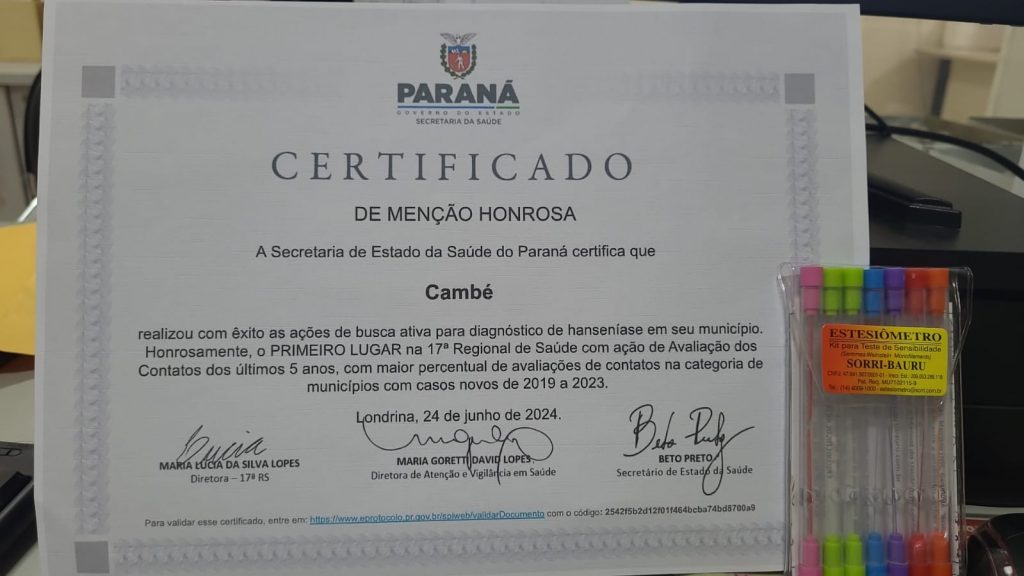 PARANÁ
GOVERNO DO ESTADO
SECRETARIA DA SAÚDE
CERTIFICADO
DE MENÇÃO HONROSA
A Secretaria de Estado da Saúde do Paraná certifica que
Cambé
realizou com êxito as ações de busca ativa para diagnóstico de hanseníase em seu município.
Honrosamente, o PRIMEIRO LUGAR na 17ª Regional de Saúde com ação de Avaliação dos
Contatos dos últimos 5 anos, com maior percentual de avaliações de contatos na categoria de
municípios com casos novos de 2019 a 2023.
Londrina, 24 de junho de 2024.
MARIA LÚCIA DA SILVA LOPES
Diretora – 17ª RS
MARIA GORETTI DAVID LOPES
Diretora de Atenção e Vigilância em Saúde
Beto Preto
BETO PRETO
Secretário de Estado da Saúde
Para validar esse certificado, entre em: https://www.eprotocolo.pr.gov.br/spiweb/validarDocumento com o código: 2542f5b2d12f01f464bcba74bd8700a9
ESTESIÔMETRO
Kit para Teste de Sensibilidade
(Semmes-Weinstein Monofilaments)
SORRI-BAURU